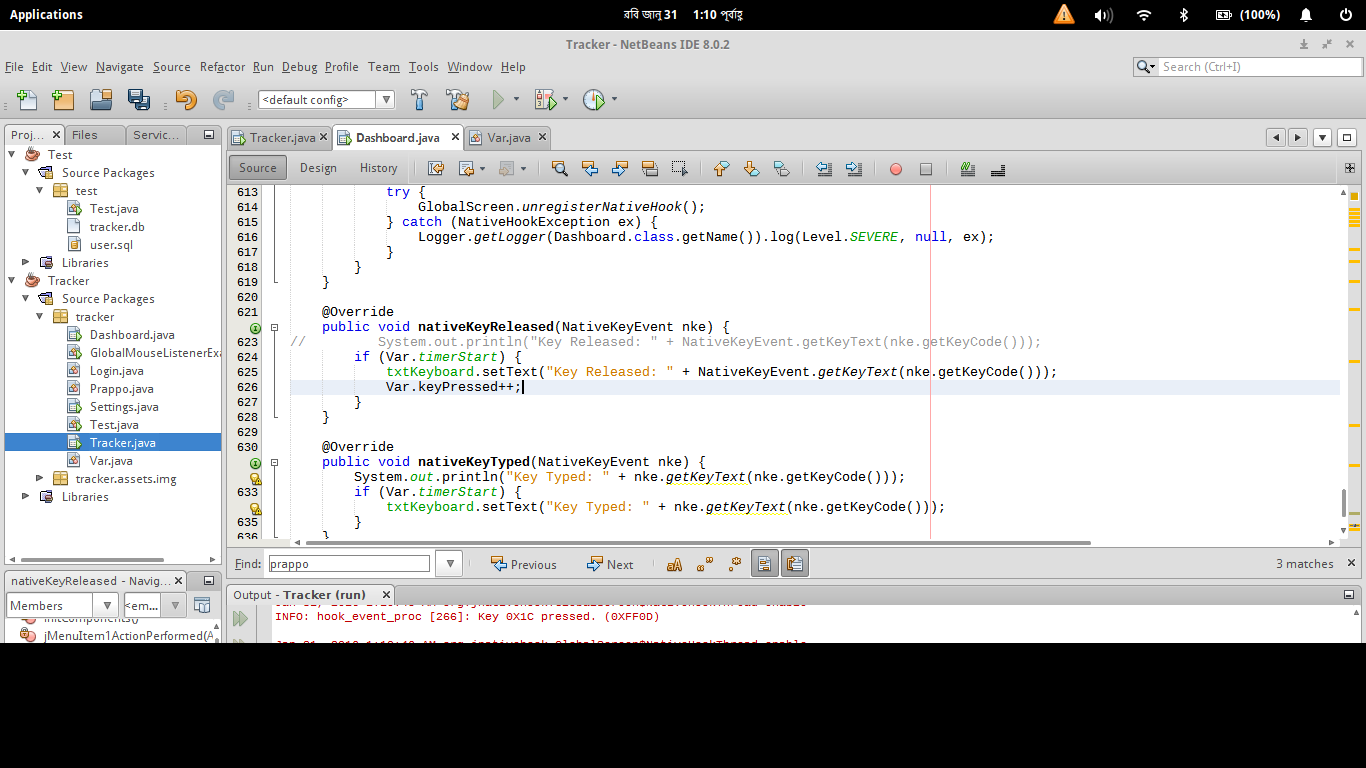 Applications
রবি জানু 31 1:10 পূর্বাহ্ণ
(100%)
Tracker - NetBeans IDE 8.0.2
File Edit View Navigate Source Refactor Run Debug Profile Team Tools Window Help
Search (Ctrl+I)
<default config>
Proj...
Files
Servic...
Test
Source Packages
test
Test.java
tracker.db
user.sql
Libraries
Tracker
Source Packages
tracker
Dashboard.java
GlobalMouseListenerExa
Login.java
Prappo.java
Settings.java
Test.java
Tracker.java
Var.java
tracker.assets.img
Libraries
nativeKeyReleased - Navig...
Members
<em...
initComponents()
jMenuItem1ActionPerformed(A
Tracker.java
Dashboard.java
Var.java
Source Design History
613 try {
614 GlobalScreen.unregisterNativeHook();
615 } catch (NativeHookException ex) {
616 Logger.getLogger(Dashboard.class.getName()).log(Level.SEVERE, null, ex);
617 }
618 }
619 }
620
621 @Override
public void nativeKeyReleased(NativeKeyEvent nke) {
623 // System.out.println("Key Released: " + NativeKeyEvent.getKeyText(nke.getKeyCode()));
624 if (Var.timerStart) {
625 txtKeyboard.setText("Key Released: " + NativeKeyEvent.getKeyText(nke.getKeyCode()));
626 Var.keyPressed++;
627 }
628 }
629
630 @Override
public void nativeKeyTyped(NativeKeyEvent nke) {
System.out.println("Key Typed: " + nke.getKeyText(nke.getKeyCode()));
633 if (Var.timerStart) {
txtKeyboard.setText("Key Typed: " + nke.getKeyText(nke.getKeyCode()));
635 }
636 }
Find: prappo
Previous
Next
3 matches
Output - Tracker (run)
INFO: hook_event_proc [266]: Key 0X1C pressed. (0XFF0D)